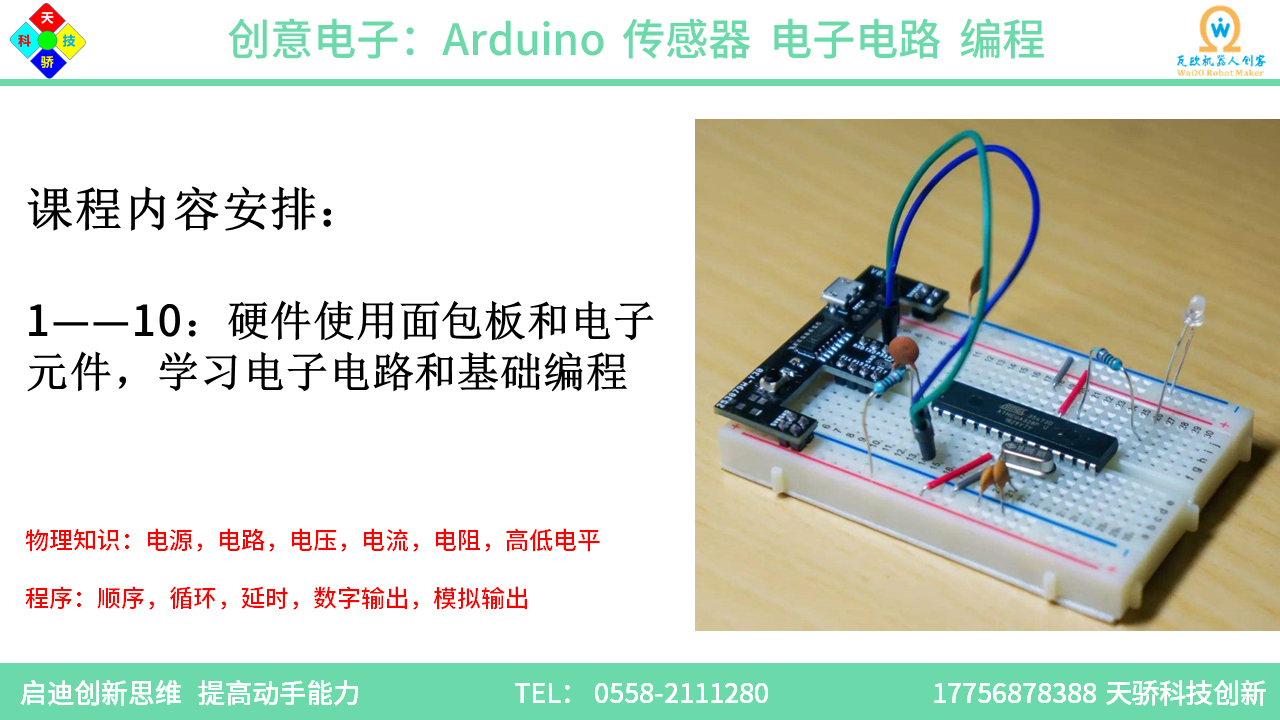 天
科 技
骄
创意电子：Arduino 传感器 电子电路 编程
瓦欧机器人创客
WaDO Robot Maker
课程内容安排：
1——10：硬件使用面包板和电子
元件，学习电子电路和基础编程
物理知识：电源，电路，电压，电流，电阻，高低电平
程序：顺序，循环，延时，数字输出，模拟输出
启迪创新思维 提高动手能力
TEL： 0558-2111280
17756878388 天骄科技创新